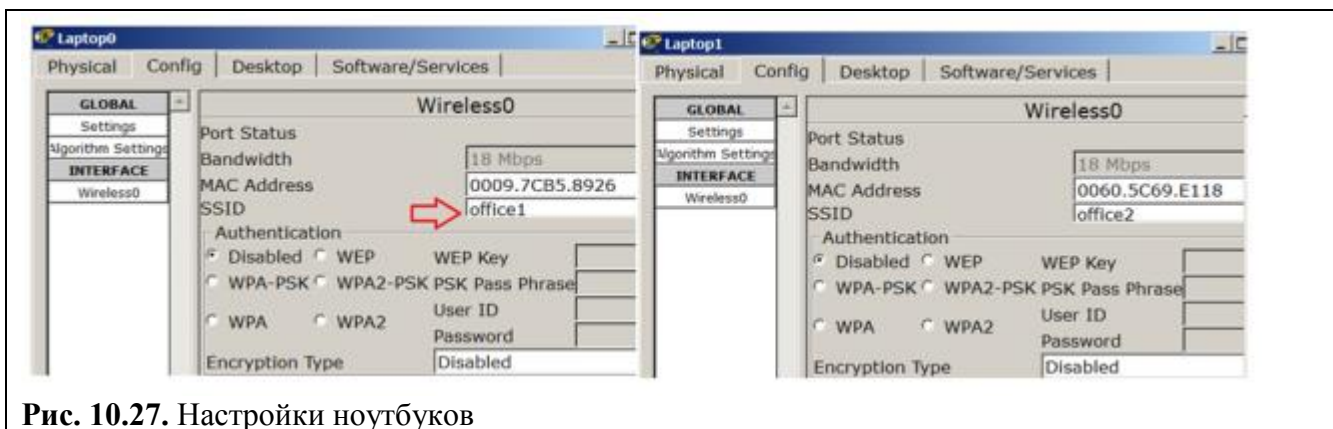 Laptop0
Physical Config Desktop Software/Services
GLOBAL
Settings
Algorithm Settings
INTERFACE
Wireless0
Wireless0
Port Status
Bandwidth 18 Mbps
MAC Address 0009.7CB5.8926
SSID office1
Authentication
Disabled WEP WEP Key
WPA-PSK WPA2-PSK PSK Pass Phrase
User ID
WPA WPA2
Password
Encryption Type Disabled
Laptop1
Physical Config Desktop Software/Services
GLOBAL
Settings
Algorithm Settings
INTERFACE
Wireless0
Wireless0
Port Status
Bandwidth 18 Mbps
MAC Address 0060.5C69.E118
SSID office2
Authentication
Disabled WEP WEP Key
WPA-PSK WPA2-PSK PSK Pass Phrase
User ID
WPA WPA2
Password
Encryption Type Disabled
Рис. 10.27. Настройки ноутбуков